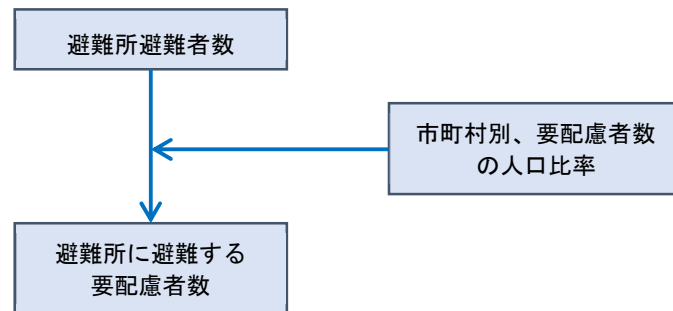 避難所避難者数
市町村別、要配慮者数
の人口比率
避難所に避難する
要配慮者数